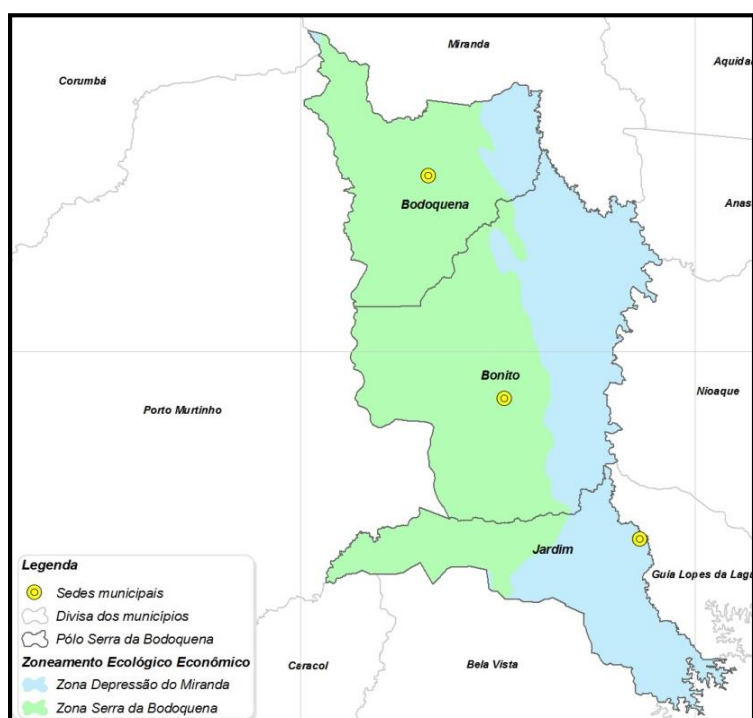 Miranda
Corumbá
Aquida
Bodoquena
Anas
Bonito
Nioaque
Porto Murtinho
Jardim
Guia Lopes da Lagu
Caracol
Bela Vista
Legenda
Sedes municipais
Divisa dos municípios
Pólo Serra da Bodoquena
Zoneamento Ecológico Econômico
Zona Depressão do Miranda
Zona Serra da Bodoquena